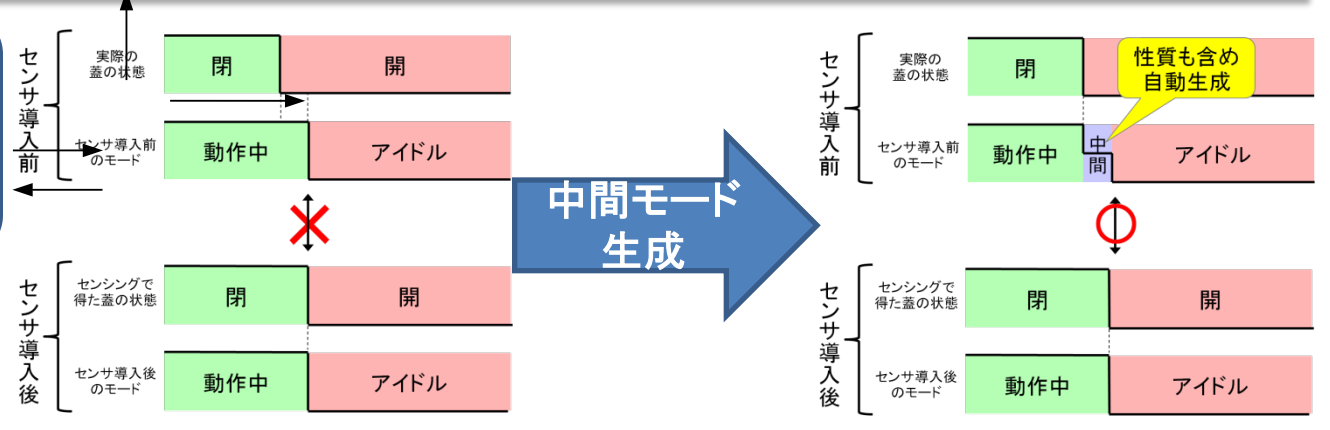 センサ導入前
実際の
蓋の状態
閉
開
センサ導入前
のモード
動作中
アイドル
センサ導入後
センシングで
得た蓋の状態
閉
開
センサ導入後
のモード
動作中
アイドル
中間モード
生成
センサ導入前
実際の
蓋の状態
閉
性質も含め
自動生成
センサ導入前
のモード
動作中
中
間
アイドル
センサ導入後
センシングで
得た蓋の状態
閉
開
センサ導入後
のモード
動作中
アイドル